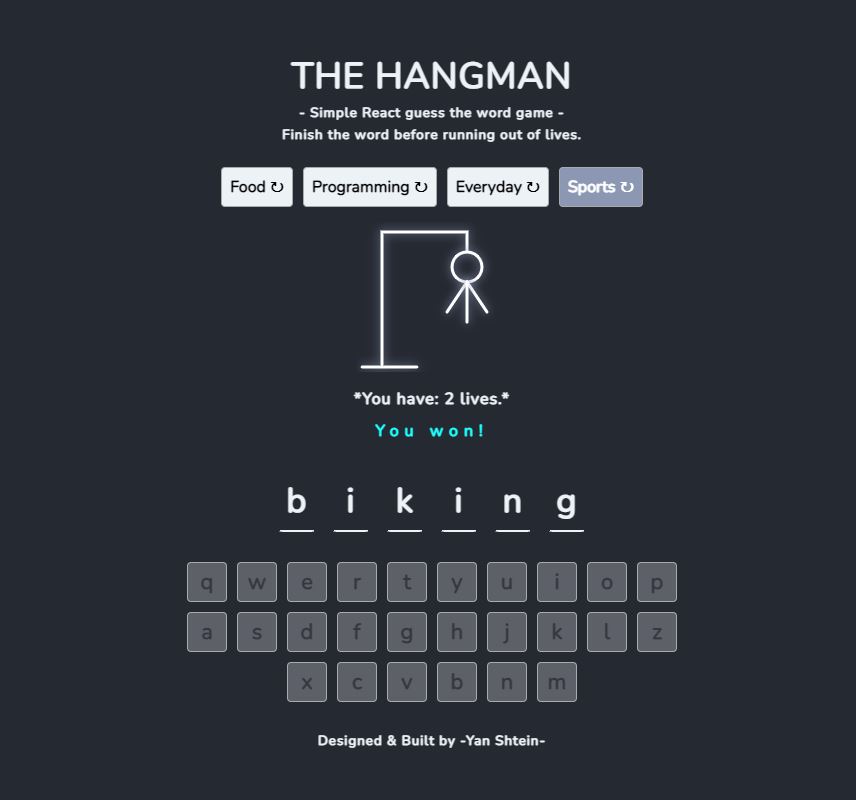 THE HANGMAN
- Simple React guess the word game -
Finish the word before running out of lives.
Food ↻ Programming ↻ Everyday ↻ Sports ↻
*You have: 2 lives.*
You won!
b i k i n g
q w e r t y u i o p
a s d f g h j k l z
x c v b n m
Designed & Built by -Yan Shtein-